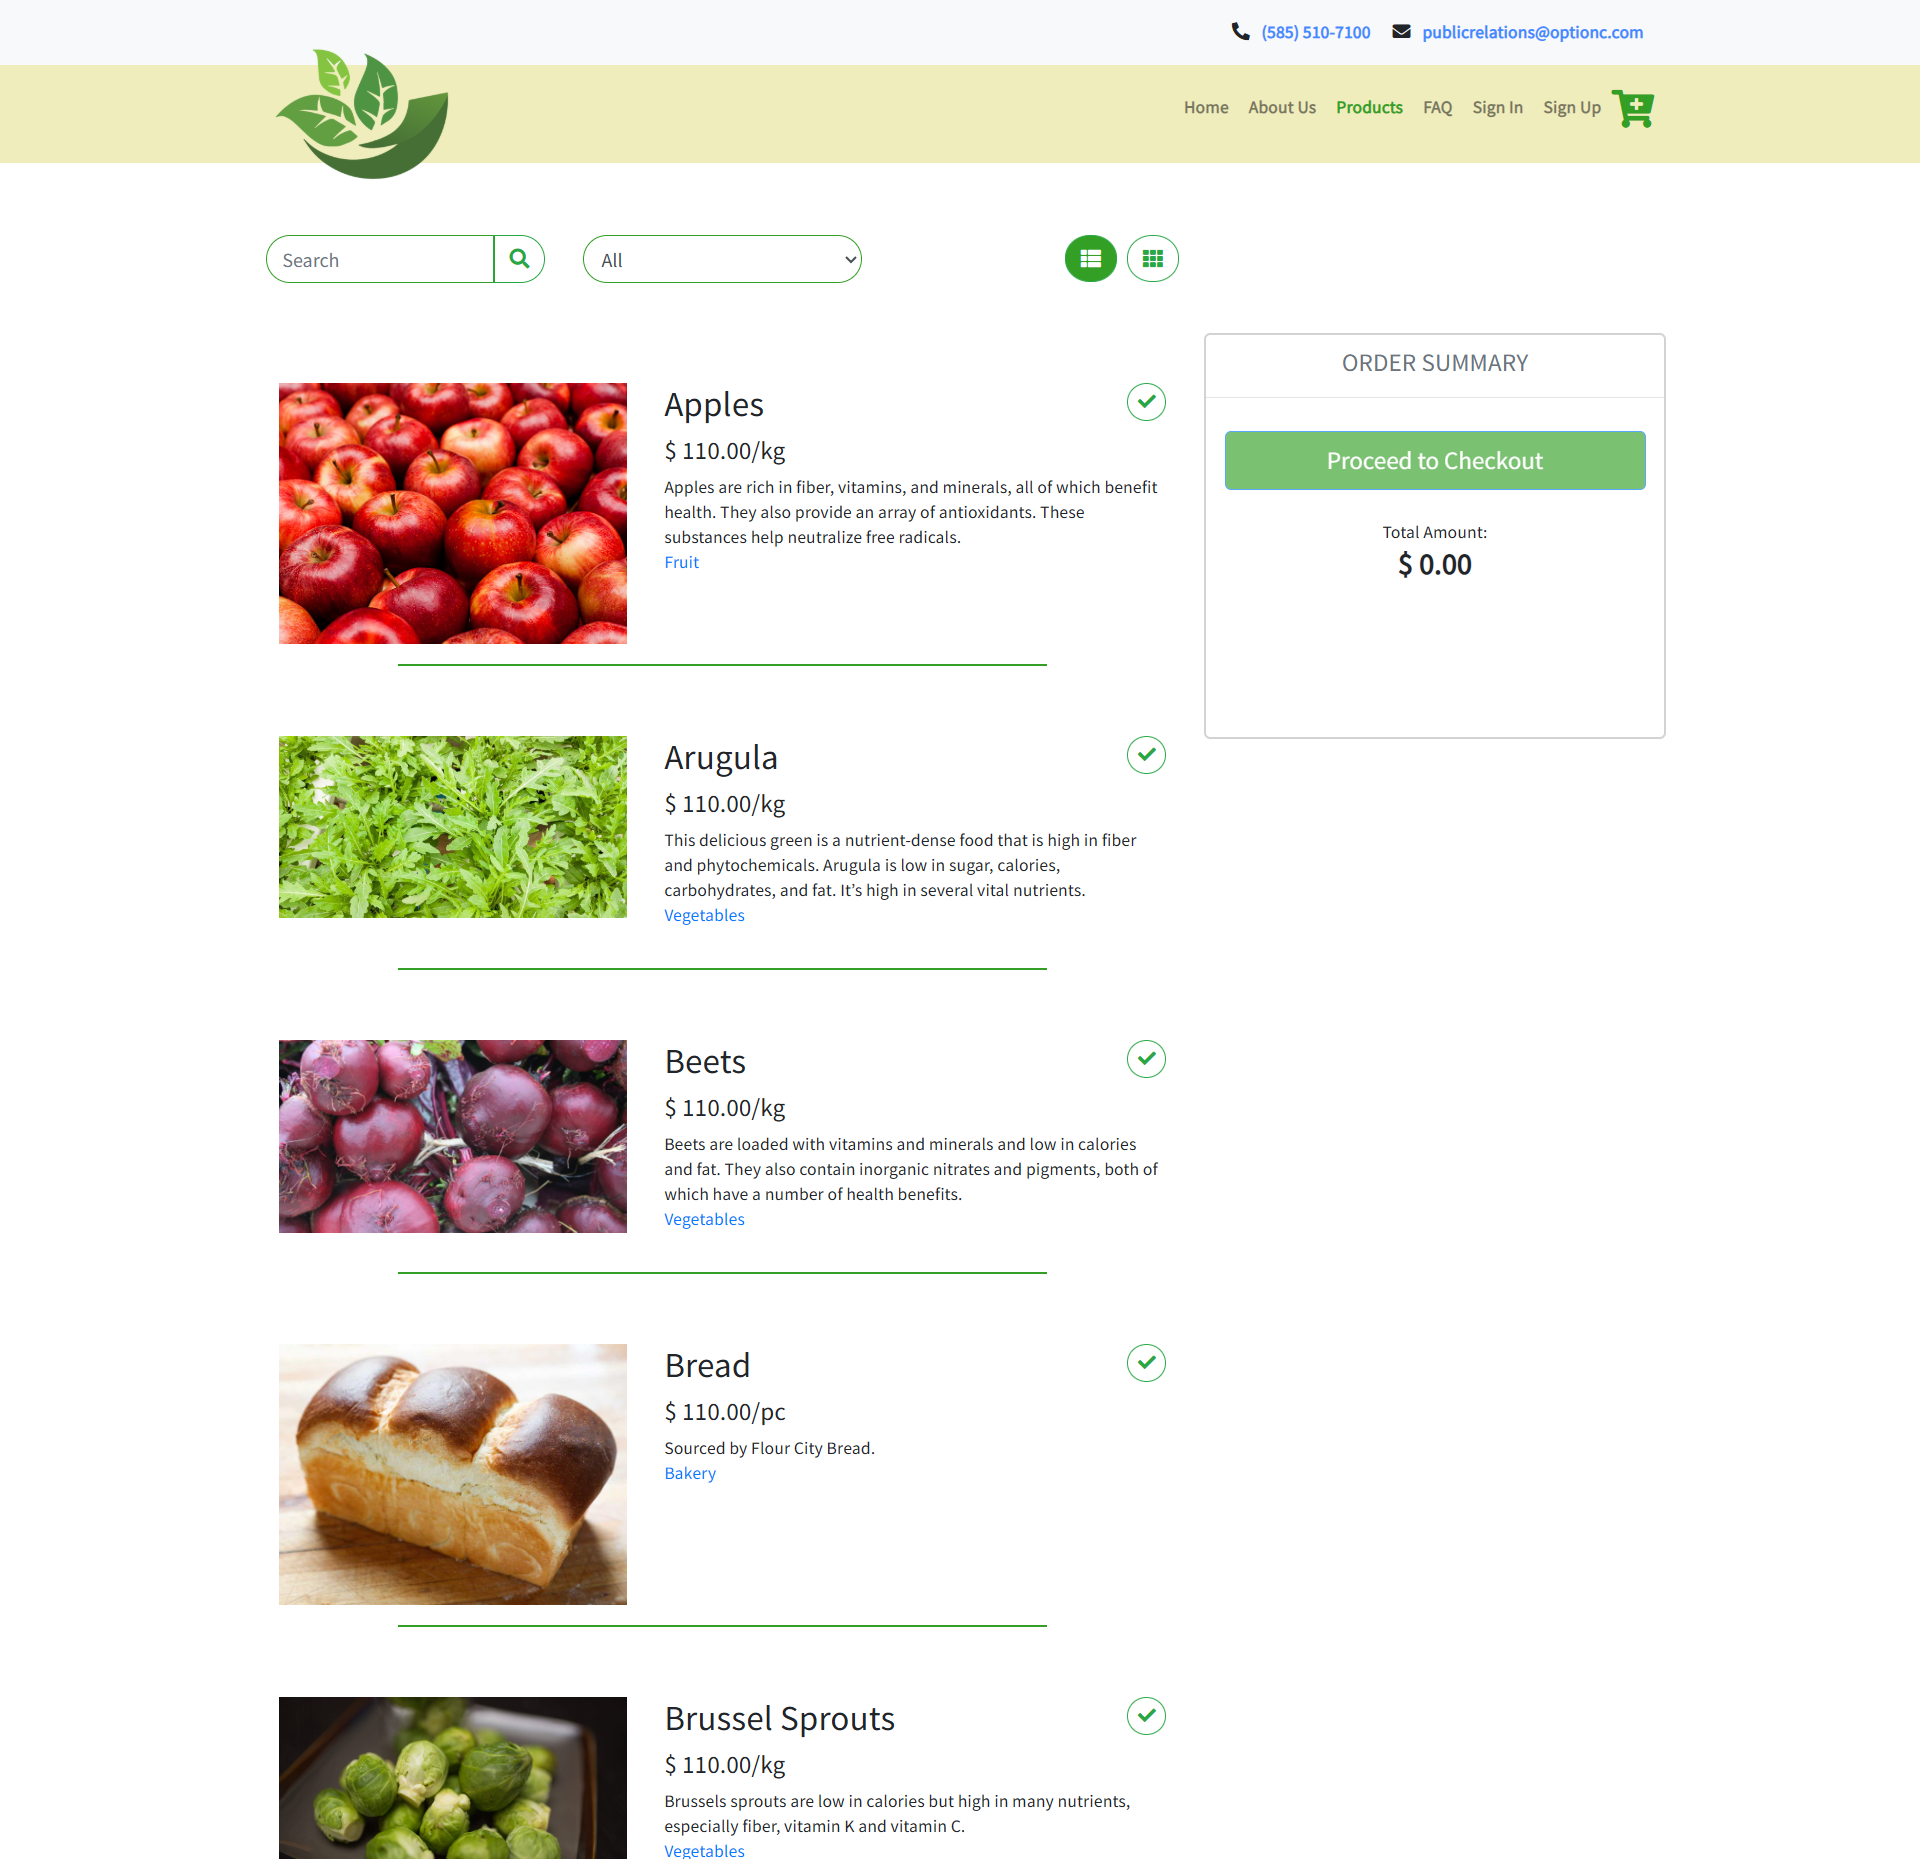 (585) 510-7100 publicrelations@optionc.com
Home About Us Products FAQ Sign In Sign Up
Search
All
ORDER SUMMARY
Proceed to Checkout
Total Amount:
$ 0.00
Apples
$ 110.00/kg
Apples are rich in fiber, vitamins, and minerals, all of which benefit
health. They also provide an array of antioxidants. These
substances help neutralize free radicals.
Fruit
Arugula
$ 110.00/kg
This delicious green is a nutrient-dense food that is high in fiber
and phytochemicals. Arugula is low in sugar, calories,
carbohydrates, and fat. It’s high in several vital nutrients.
Vegetables
Beets
$ 110.00/kg
Beets are loaded with vitamins and minerals and low in calories
and fat. They also contain inorganic nitrates and pigments, both of
which have a number of health benefits.
Vegetables
Bread
$ 110.00/pc
Sourced by Flour City Bread.
Bakery
Brussel Sprouts
$ 110.00/kg
Brussels sprouts are low in calories but high in many nutrients,
especially fiber, vitamin K and vitamin C.
Vegetables